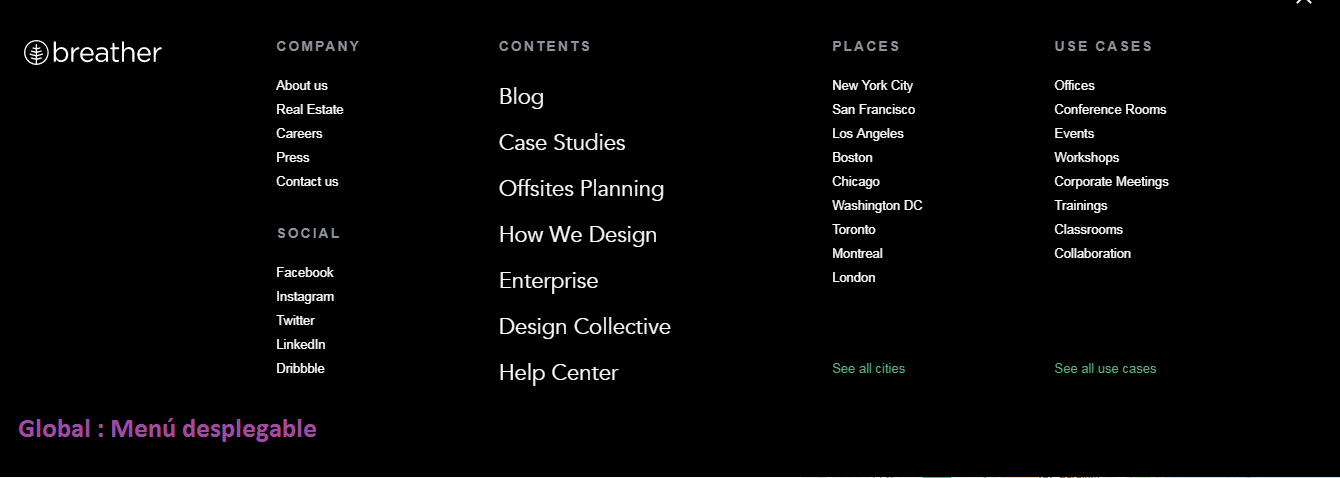 breather
COMPANY
About us
Real Estate
Careers
Press
Contact us
SOCIAL
Facebook
Instagram
Twitter
LinkedIn
Dribbble
CONTENTS
Blog
Case Studies
Offsites Planning
How We Design
Enterprise
Design Collective
Help Center
PLACES
New York City
San Francisco
Los Angeles
Boston
Chicago
Washington DC
Toronto
Montreal
London
See all cities
USE CASES
Offices
Conference Rooms
Events
Workshops
Corporate Meetings
Trainings
Classrooms
Collaboration
See all use cases
Global : Menú desplegable